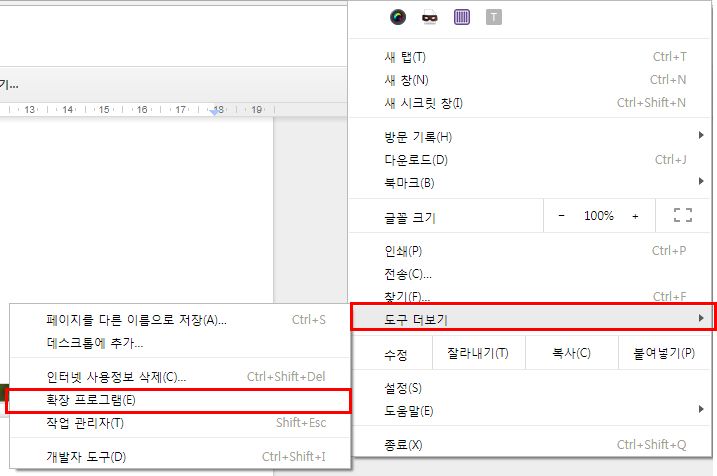 T
새 탭(T) Ctrl+T
새 창(N) Ctrl+N
새 시크릿 창(I) Ctrl+Shift+N
기...
13 14 15 16 17 18 19
방문 기록(H)
다운로드(D) Ctrl+J
북마크(B)
글꼴 크기 - 100% +
인쇄(P) Ctrl+P
전송(C)...
찾기(F)... Ctrl+F
도구 더보기
수정 잘라내기(T) 복사(C) 붙여넣기(P)
설정(S)
도움말(E)
종료(X) Ctrl+Shift+Q
페이지를 다른 이름으로 저장(A)... Ctrl+S
데스크톱에 추가...
인터넷 사용정보 삭제(C)... Ctrl+Shift+Del
확장 프로그램(E)
작업 관리자(T) Shift+Esc
개발자 도구(D) Ctrl+Shift+I